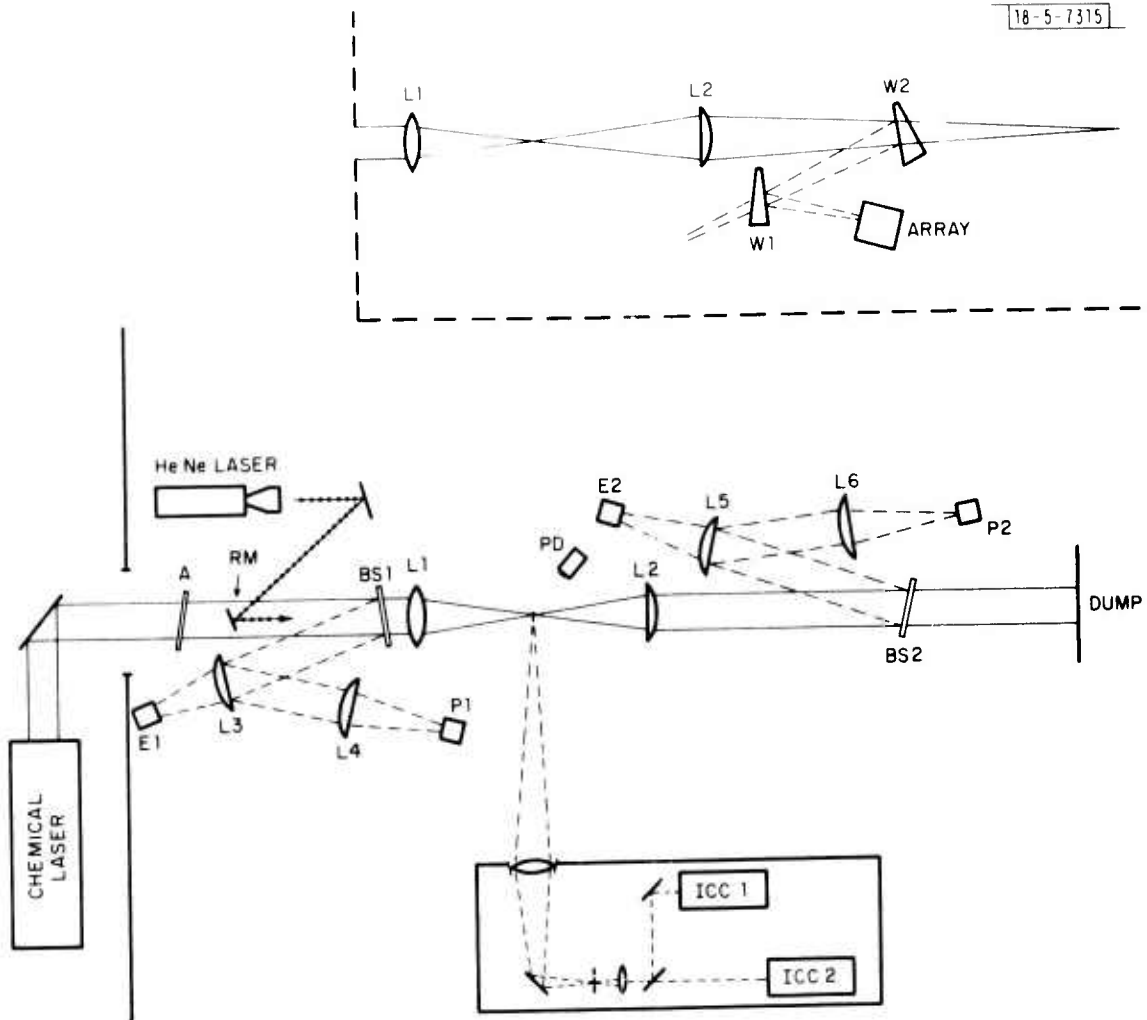 18-5-7315
L1
L2
W2
W1
ARRAY
He Ne LASER
E2
L5
L6
P2
PD
RM
A
BS1
L1
L2
DUMP
BS2
E1
L3
L4
P1
CHEMICAL
LASER
ICC 1
ICC 2